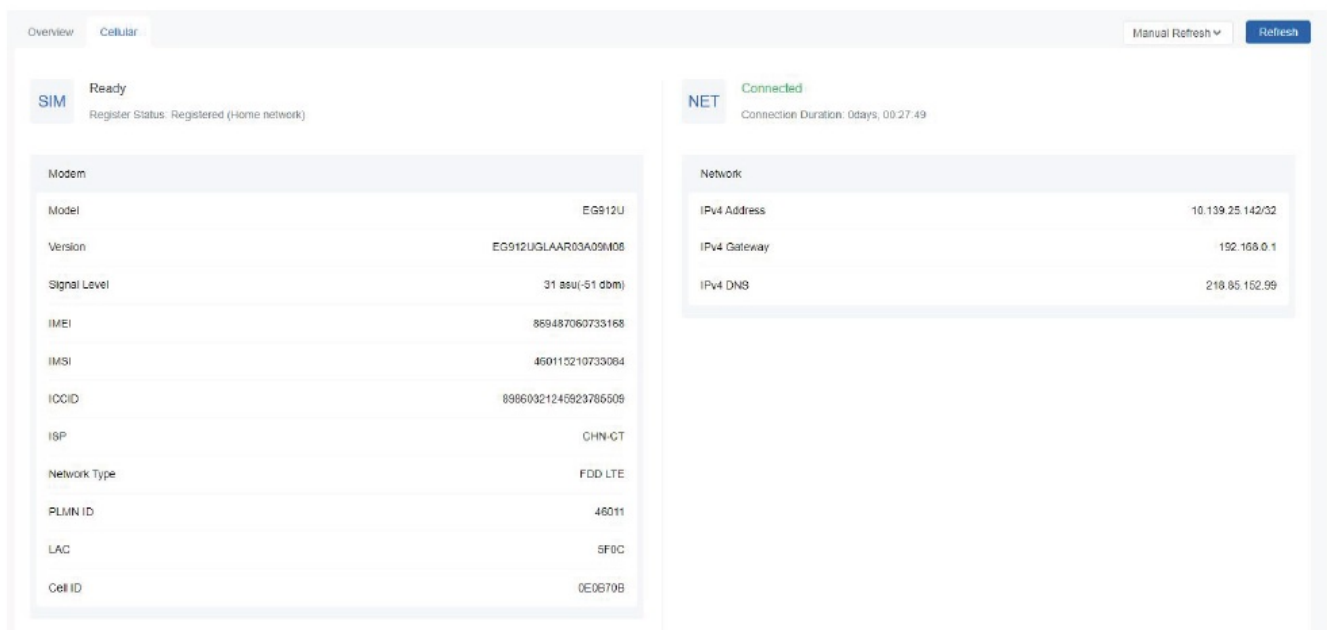 Overview Cellular Manual Refresh Refresh
SIM
Ready
Register Status: Registered (Home network)
Modem
Model EG912U
Version EG912UGLAAR03A09M08
Signal Level 31 asu(-51 dbm)
IMEI 869487060733168
IMSI 460115210733084
ICCID 89860321245923785509
ISP CHN-CT
Network Type FDD LTE
PLMN ID 46011
LAC 5F0C
Cell ID 0E0B70B
NET
Connected
Connection Duration: 0days, 00:27:49
Network
IPv4 Address 10.139.25.142/32
IPv4 Gateway 192.168.0.1
IPv4 DNS 218.85.152.99